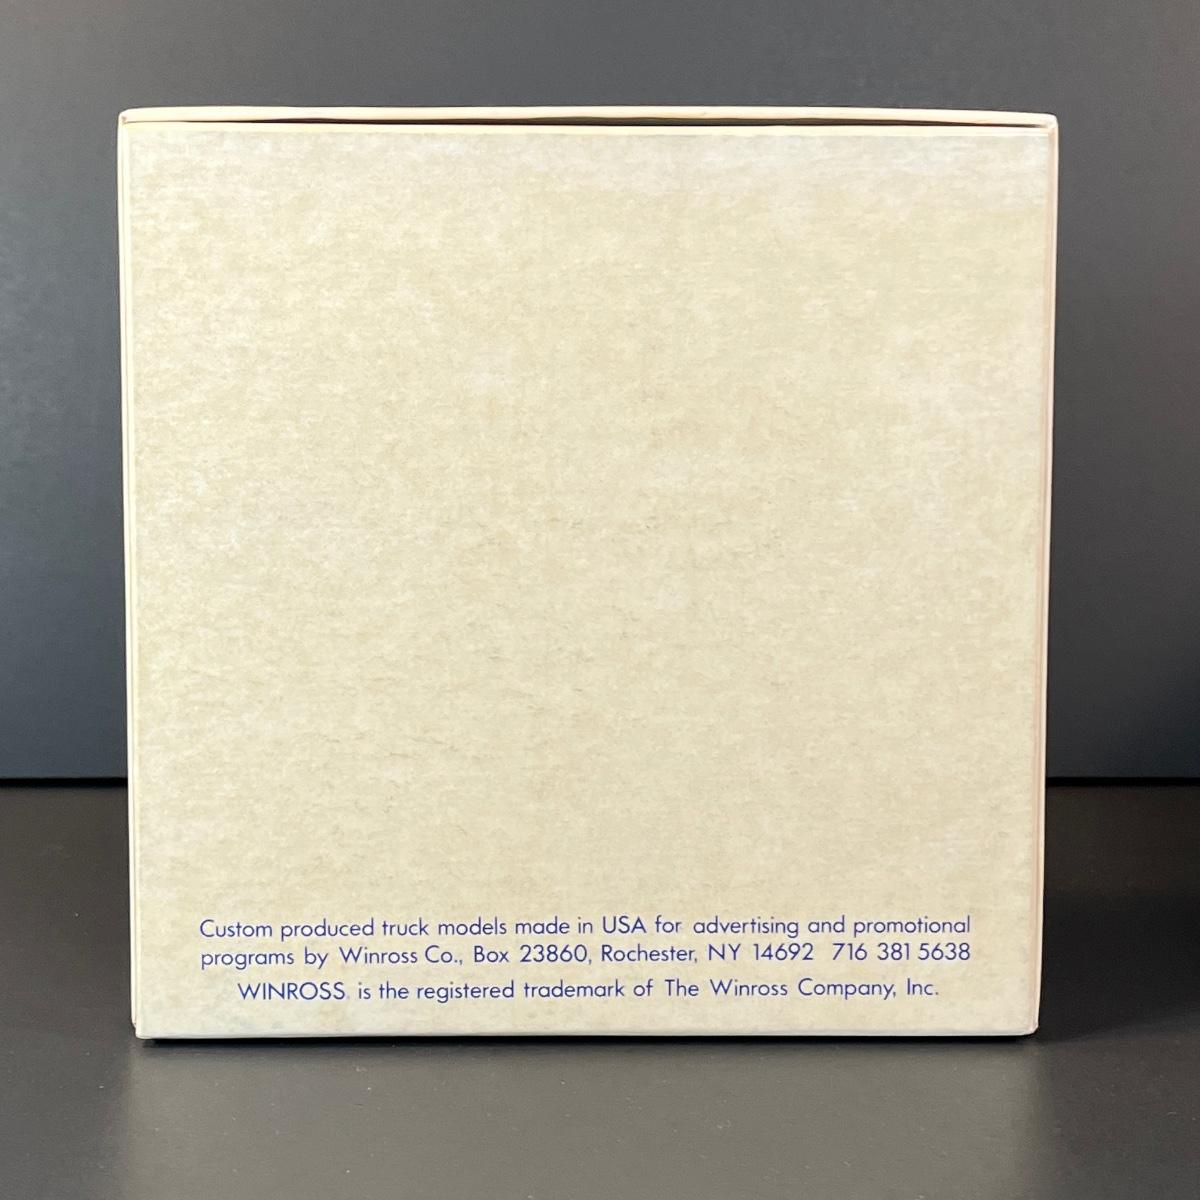 Custom produced truck models made in USA for advertising and promotional
programs by Winross Co., Box 23860, Rochester, NY 14692 716 381 5638
WINROSS is the registered trademark of The Winross Company, Inc.